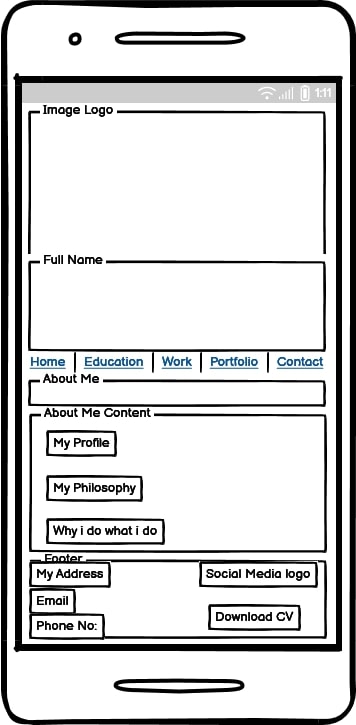 1:11
Image Logo
Full Name
Home | Education | Work | Portfolio | Contact
About Me
About Me Content
My Profile
My Philosophy
Why i do what i do
Footer
My Address
Social Media logo
Email
Download CV
Phone No: